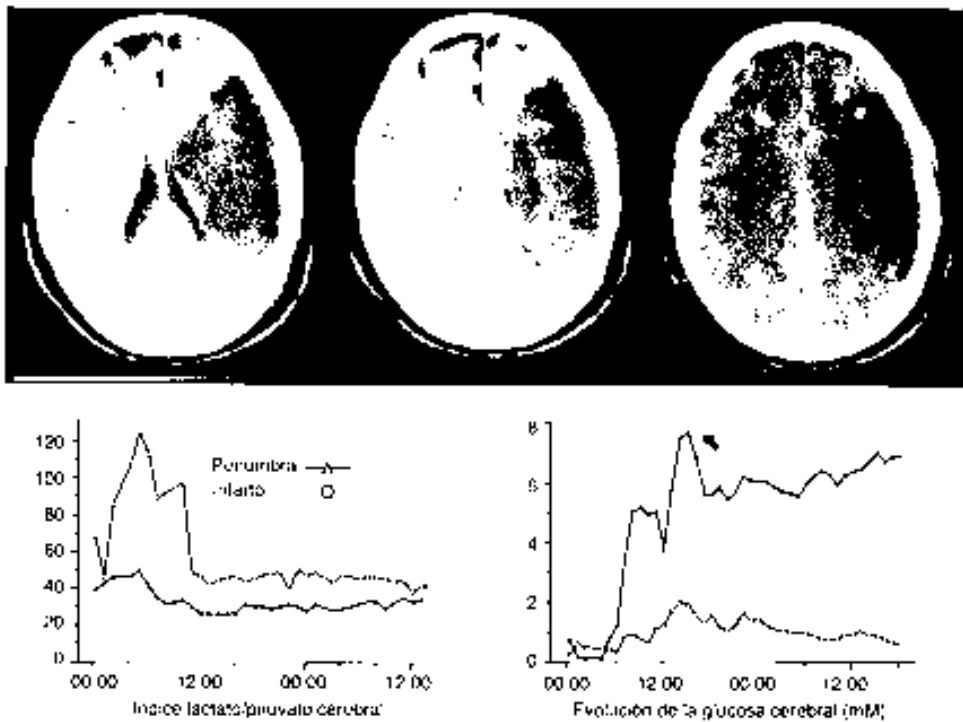 120
100
80
60
40
20
0
Penumbra
Infarto
00 00 12 00 00 00 12 00
Indice lactato/piruvato cerebral
8
6
4
2
0
00 00 12 00 00 00 12 00
Evolución de la glucosa cerebral (mM)